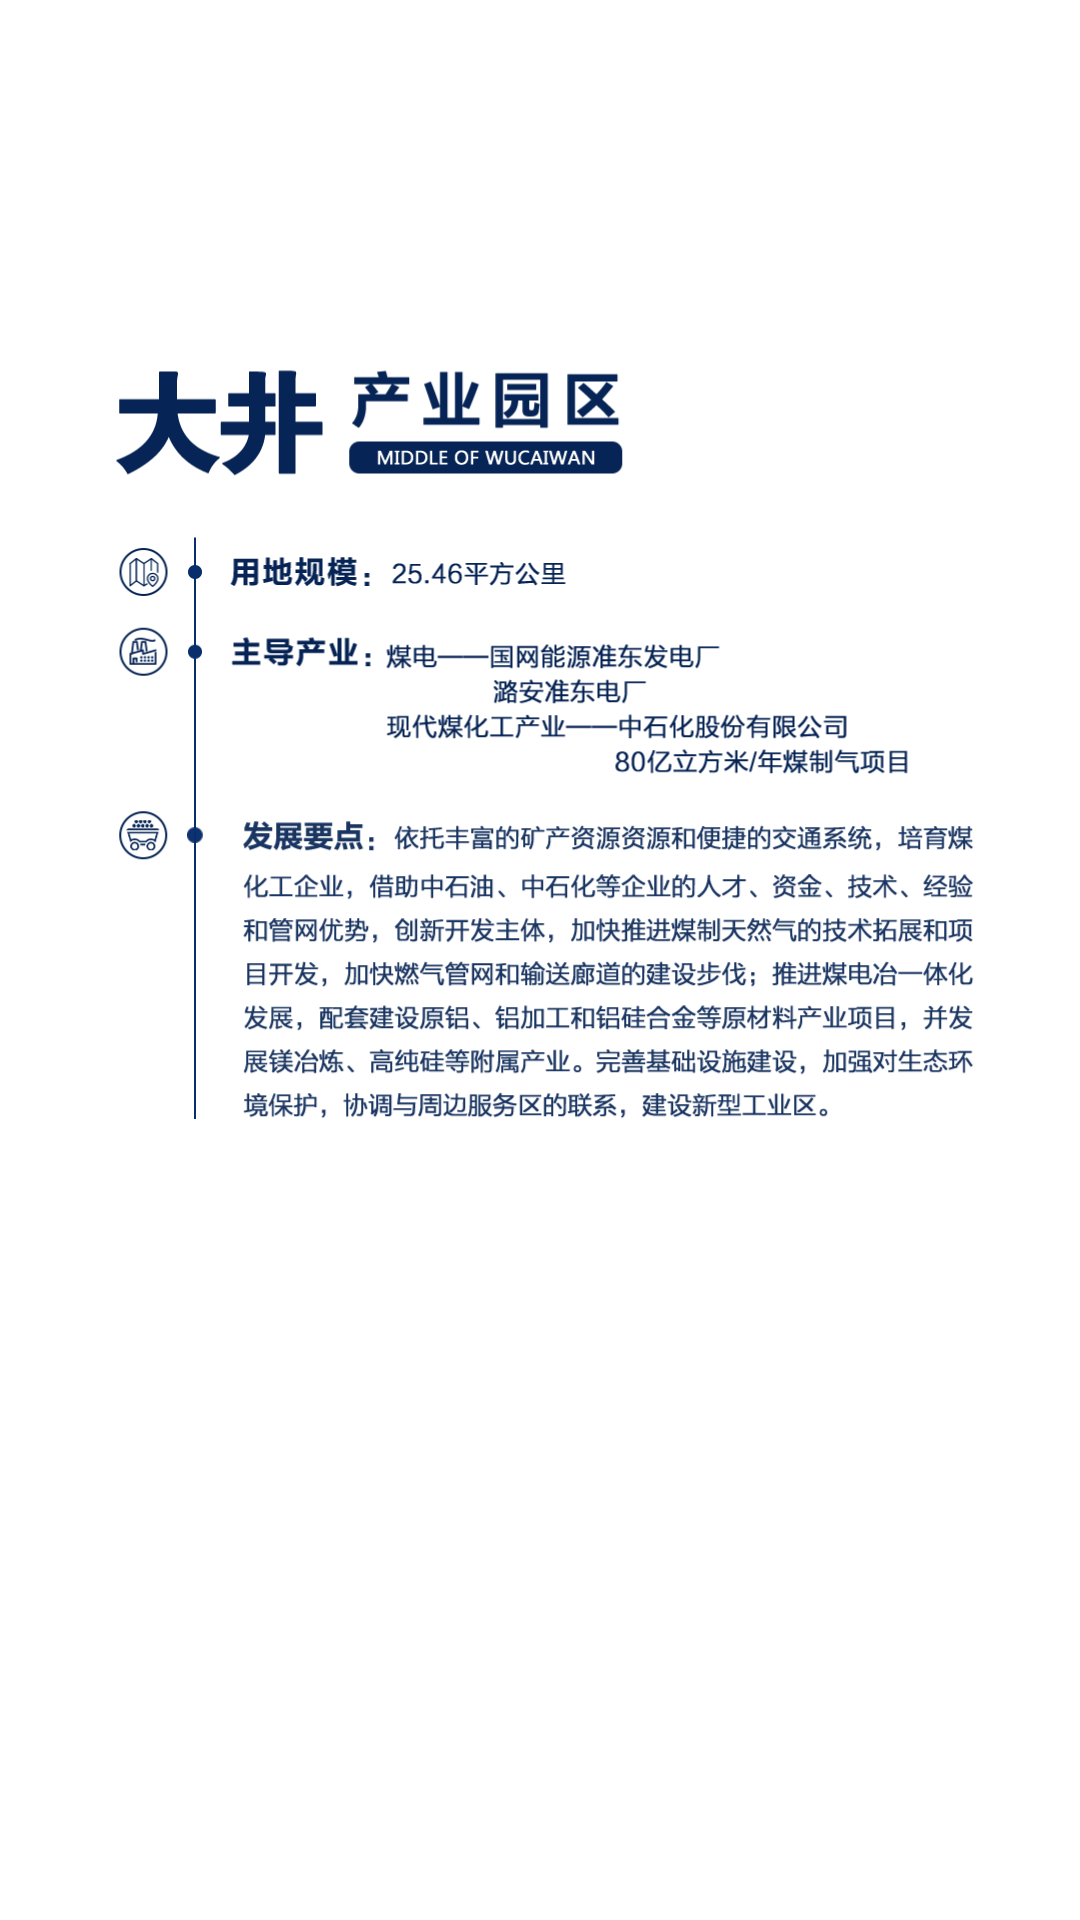 大井 产业园区
MIDDLE OF WUCAIWAN
用地规模：25.46平方公里
主导产业：煤电——国网能源准东发电厂
潞安准东电厂
现代煤化工产业——中石化股份有限公司
80亿立方米/年煤制气项目
发展要点：依托丰富的矿产资源资源和便捷的交通系统，培育煤
化工企业，借助中石油、中石化等企业的人才、资金、技术、经验
和管网优势，创新开发主体，加快推进煤制天然气的技术拓展和项
目开发，加快燃气管网和输送廊道的建设步伐；推进煤电冶一体化
发展，配套建设原铝、铝加工和铝硅合金等原材料产业项目，并发
展镁冶炼、高纯硅等附属产业。完善基础设施建设，加强对生态环
境保护，协调与周边服务区的联系，建设新型工业区。